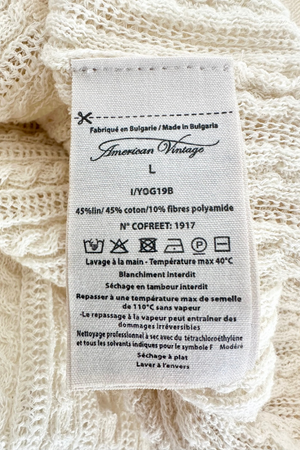 Fabriqué en Bulgarie / Made in Bulgaria
American Vintage
L
I/YOG19B
45%lin/ 45% coton/10% fibres polyamide
N° COFREET: 1917
P
Lavage à la main - Température max 40°C
Blanchiment interdit
Séchage en tambour interdit
Repasser à une température max de semelle
de 110°C sans vapeur
-Le repassage à la vapeur peut entraîner des
dommages irréversibles
Nettoyage professionnel à sec avec du tétrachloroéthylène
et tous les solvants indiqués pour le symbole F Modéré
Séchage à plat
Laver à l'envers